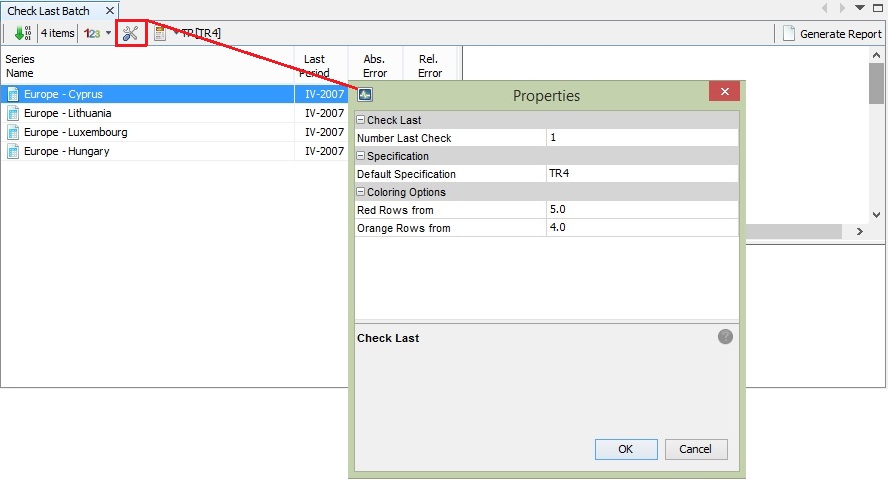 Check Last Batch
4 items
123
TR[TR4]
Generate Report
Series
Name
Last
Period
Abs.
Error
Rel.
Error
Europe - Cyprus IV-2007
Europe - Lithuania IV-2007
Europe - Luxembourg IV-2007
Europe - Hungary IV-2007
Properties
Check Last
Number Last Check 1
Specification
Default Specification TR4
Coloring Options
Red Rows from 5.0
Orange Rows from 4.0
Check Last
OK Cancel